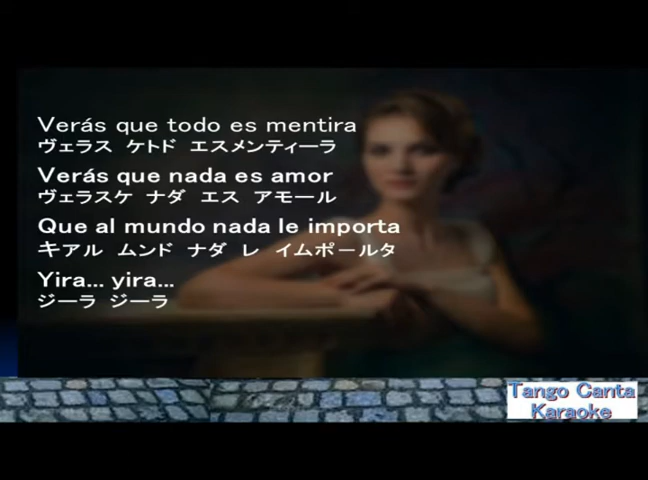 Verás que todo es mentira
ヴェラス ケトド エスメンティーラ
Verás que nada es amor
ヴェラスケ ナダ エス アモール
Que al mundo nada le importa
キアル ムンド ナダ レ イムポールタ
Yira... yira...
ジーラ ジーラ
Tango Canta
Karaoke